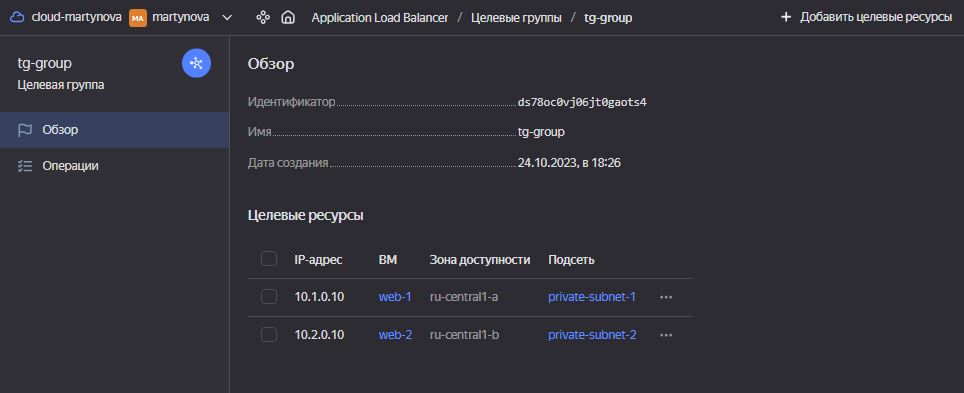 cloud-martynova MA martynova Application Load Balancer / Целевые группы / tg-group + Добавить целевые ресурсы
tg-group
Целевая группа
Обзор
Операции
Обзор
Идентификатор ds78oc0vj06jt0gaots4
Имя tg-group
Дата создания 24.10.2023, в 18:26
Целевые ресурсы
IP-адрес ВМ Зона доступности Подсеть
10.1.0.10 web-1 ru-central1-a private-subnet-1
10.2.0.10 web-2 ru-central1-b private-subnet-2